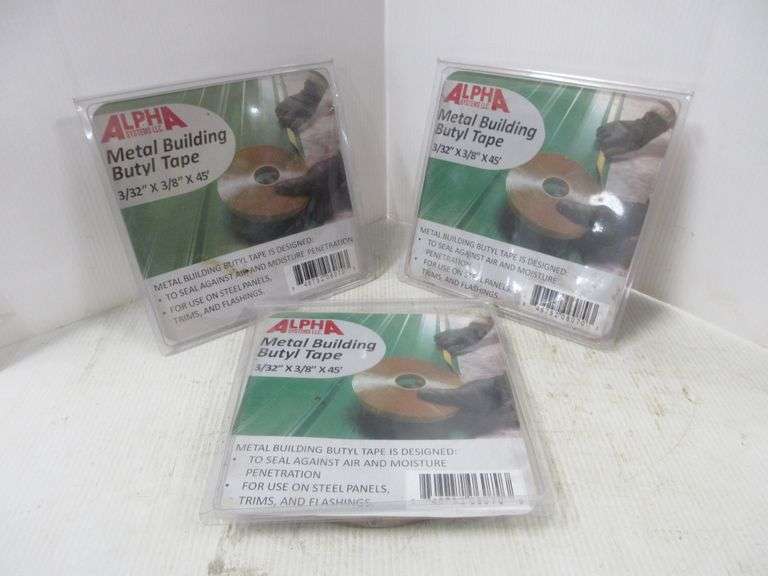 ALPHA
SYSTEMS LLC.
Metal Building
Butyl Tape
3/32" X 3/8" X 45'
METAL BUILDING BUTYL TAPE IS DESIGNED:
• TO SEAL AGAINST AIR AND MOISTURE PENETRATION
• FOR USE ON STEEL PANELS,
TRIMS, AND FLASHINGS.
ALPHA
SYSTEMS LLC.
Metal Building
Butyl Tape
3/32" X 3/8" X 45'
METAL BUILDING BUTYL TAPE IS DESIGNED:
• TO SEAL AGAINST AIR AND MOISTURE
PENETRATION
• FOR USE ON STEEL PANELS,
TRIMS, AND FLASHINGS.
ALPHA
SYSTEMS LLC.
Metal Building
Butyl Tape
3/32" X 3/8" X 45'
METAL BUILDING BUTYL TAPE IS DESIGNED:
• TO SEAL AGAINST AIR AND MOISTURE
PENETRATION
• FOR USE ON STEEL PANELS,
TRIMS, AND FLASHINGS.